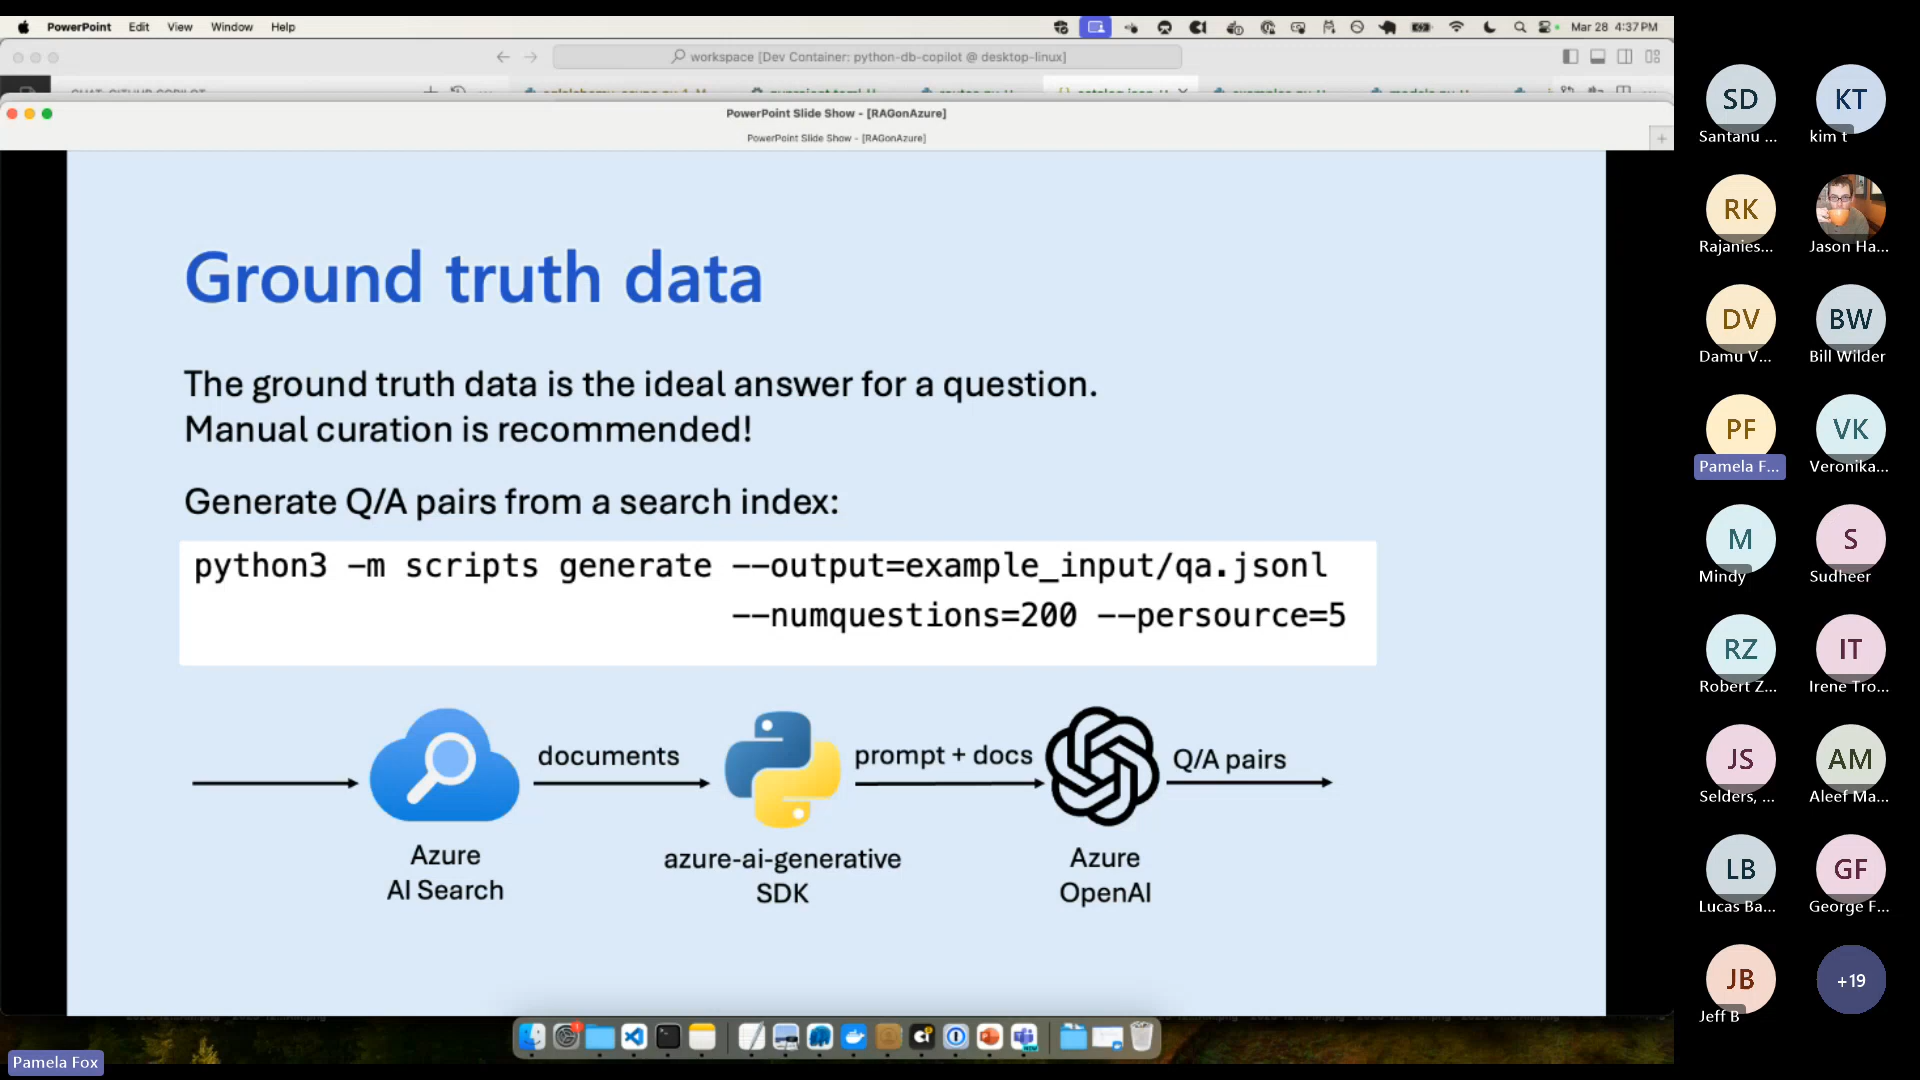 PowerPoint Edit View Window Help
Mar 28 4:37PM
workspace [Dev Container: python-db-copilot @ desktop-linux]
PowerPoint Slide Show - [RAGonAzure]
PowerPoint Slide Show - [RAGonAzure]
Ground truth data
The ground truth data is the ideal answer for a question.
Manual curation is recommended!
Generate Q/A pairs from a search index:
python3 -m scripts generate --output=example_input/qa.jsonl
--numquestions=200 --persource=5
documents
prompt + docs
Q/A pairs
Azure
AI Search
azure-ai-generative
SDK
Azure
OpenAI
SD
Santanu ...
KT
kim t
RK
Rajanies...
Jason Ha...
DV
Damu V...
BW
Bill Wilder
PF
Pamela F...
VK
Veronika...
M
Mindy
S
Sudheer
RZ
Robert Z...
IT
Irene Tro...
JS
Selders, ...
AM
Aleef Ma...
LB
Lucas Ba...
GF
George F...
JB
Jeff B
+19
Pamela Fox